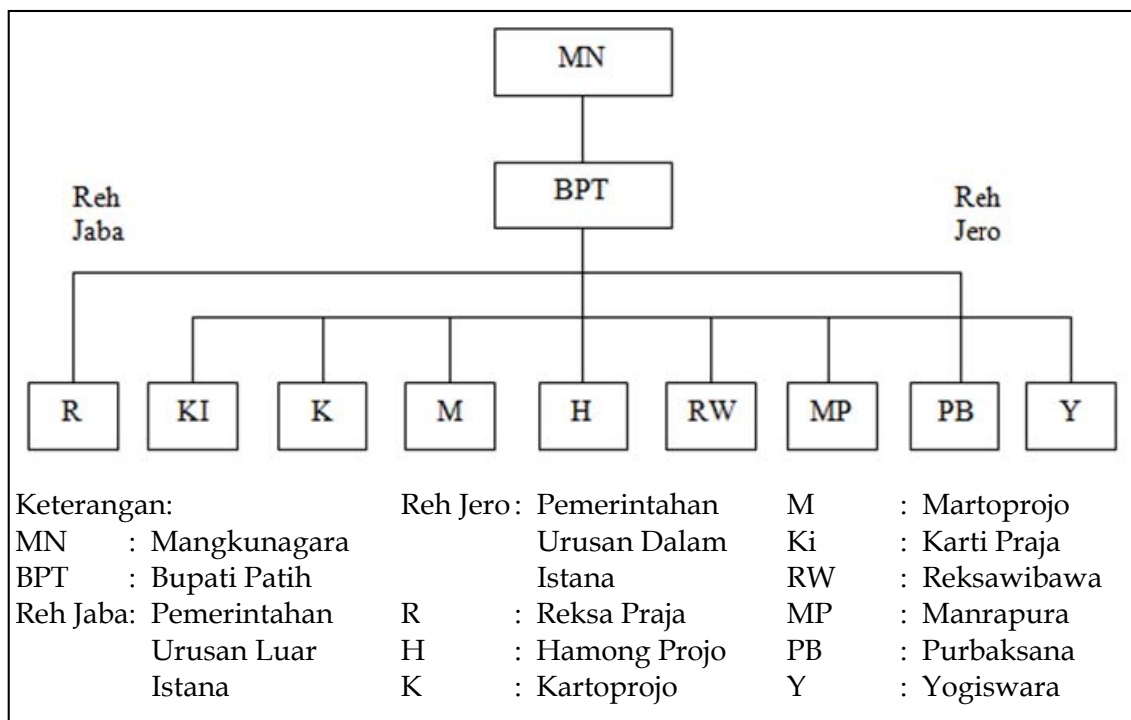 MN
BPT
Reh
Jaba
Reh
Jero
R KI K M H RW MP PB Y
Keterangan:
MN : Mangkunagara
BPT : Bupati Patih
Reh Jaba: Pemerintahan
Urusan Luar
Istana
Reh Jero : Pemerintahan
Urusan Dalam
Istana
R : Reksa Praja
H : Hamong Projo
K : Kartoprojo
M : Martoprojo
Ki : Karti Praja
RW : Reksawibawa
MP : Manrapura
PB : Purbaksana
Y : Yogiswara